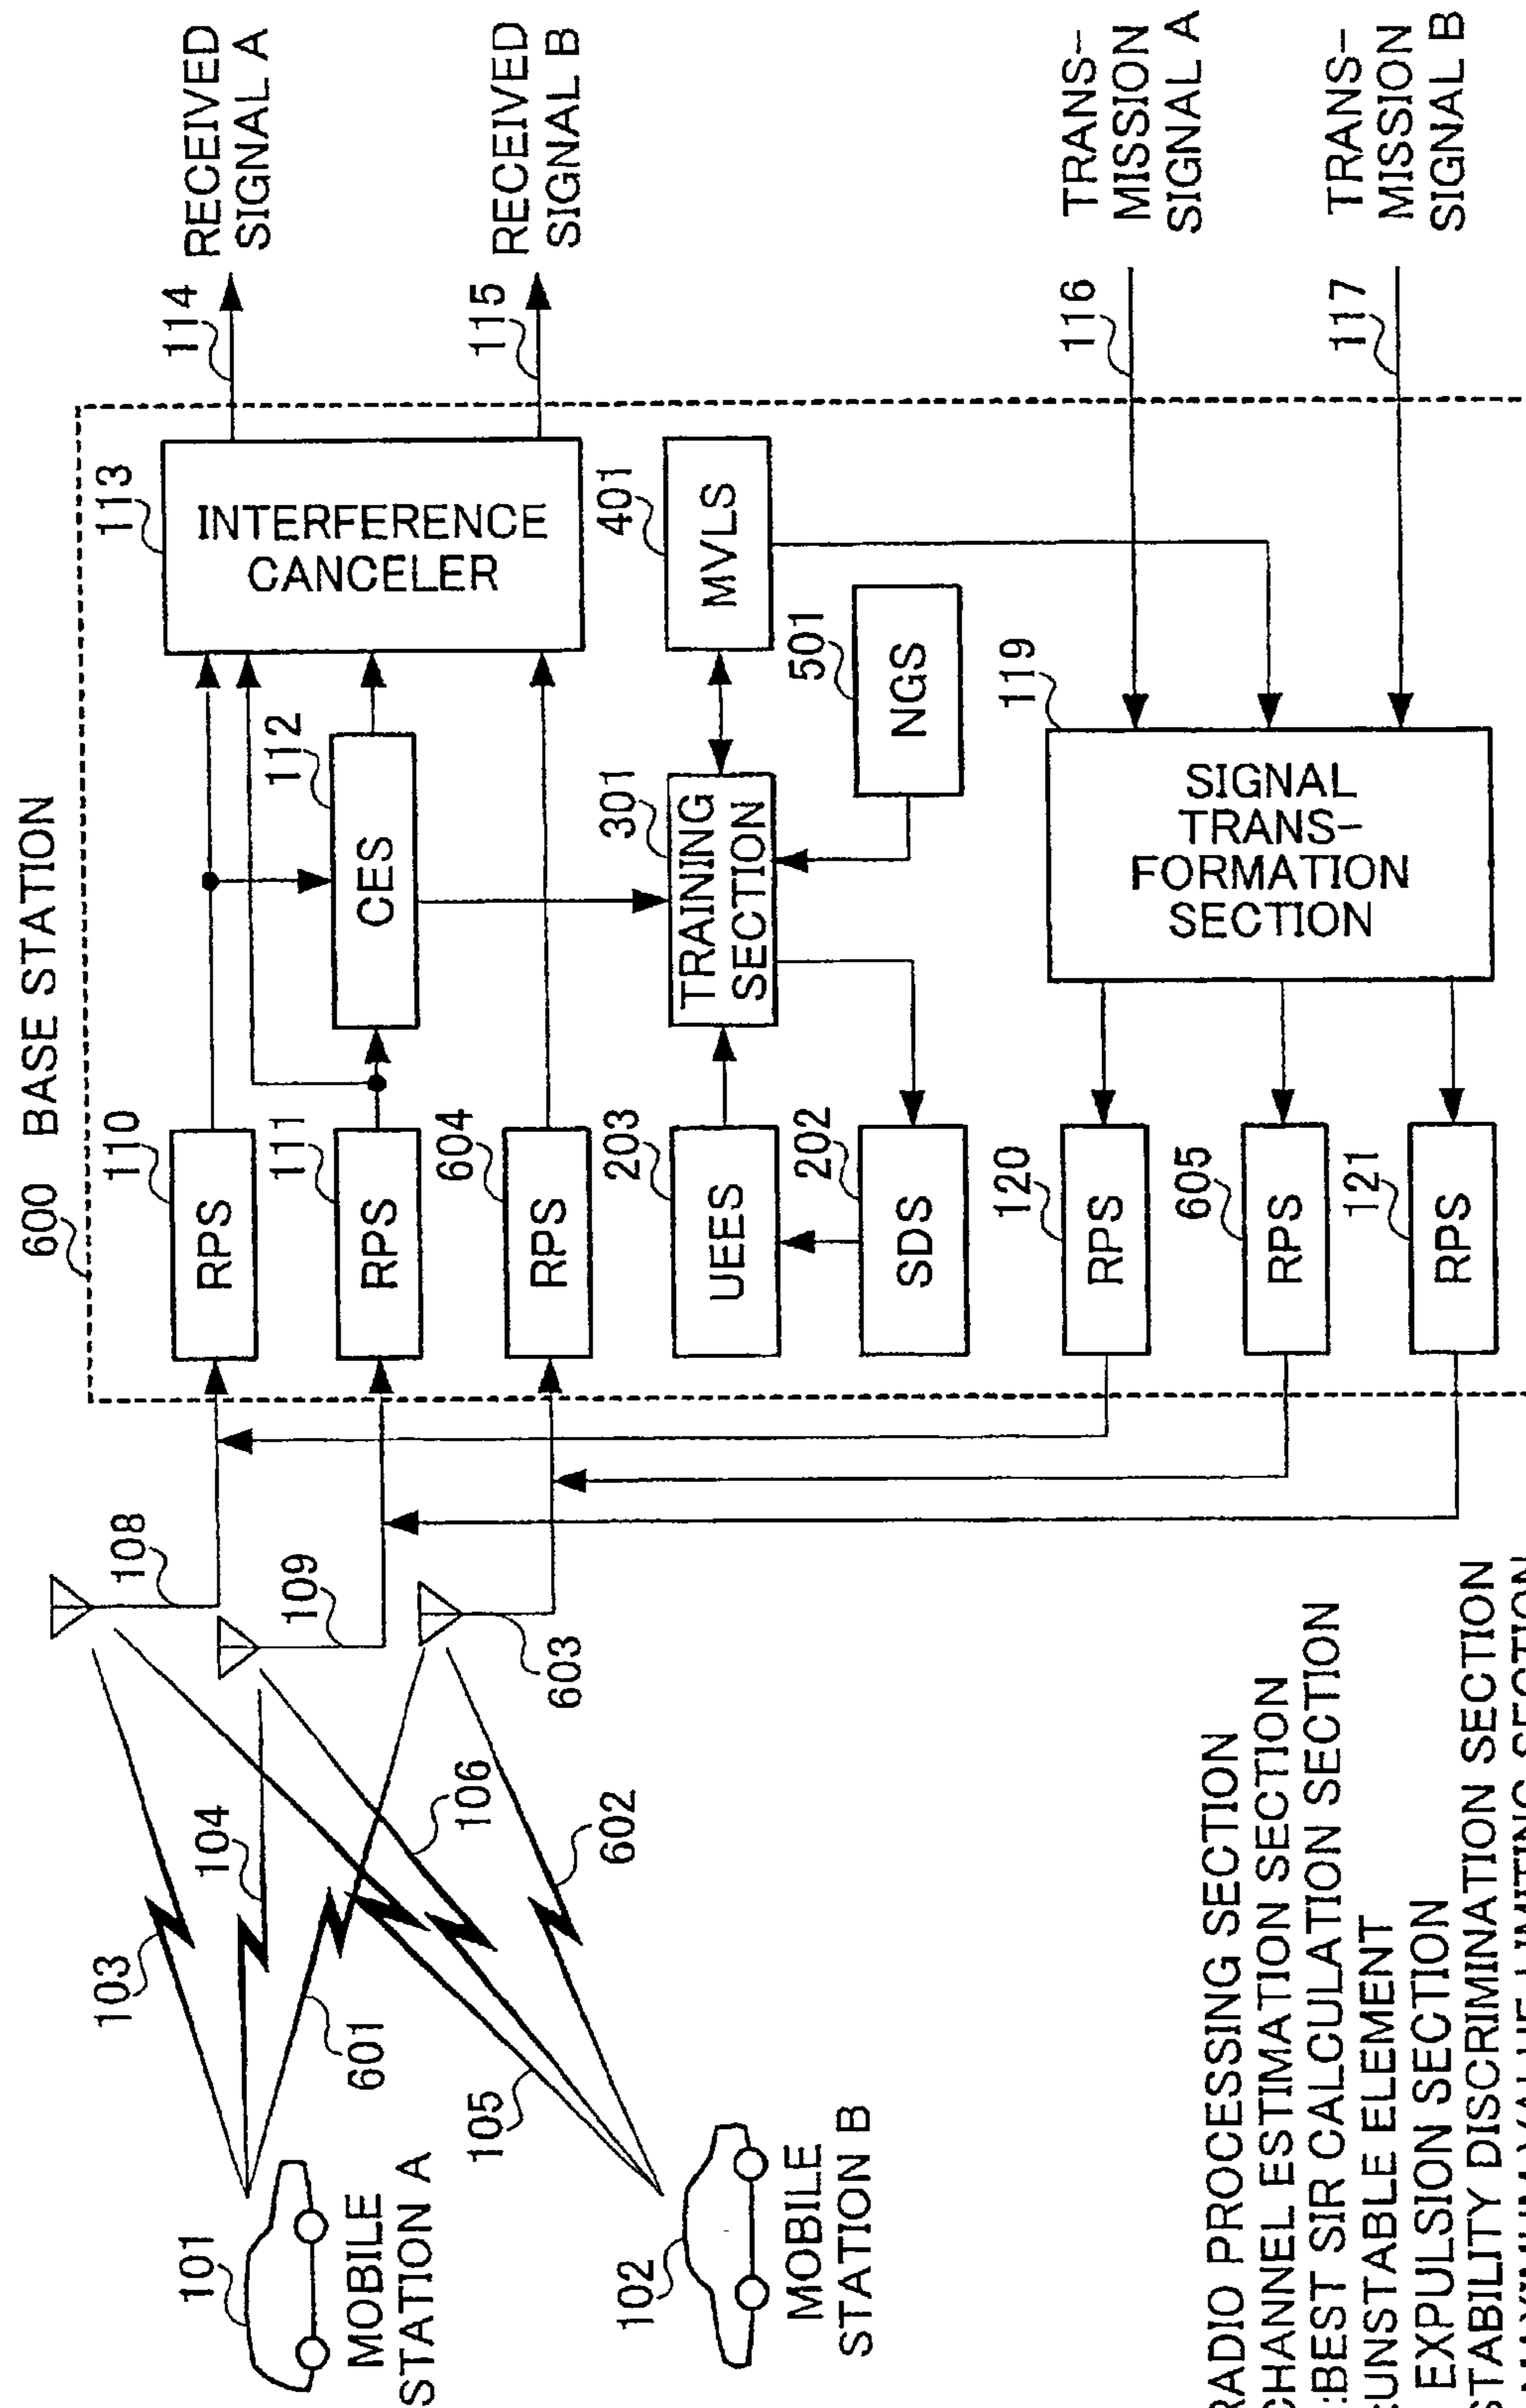 600 BASE STATION
101
MOBILE
STATION A
102
MOBILE
STATION B
103
104
601
105
106
602
108
109
603
110
RPS
111
RPS
604
RPS
112
CES
113
INTERFERENCE
CANCELER
114
RECEIVED
SIGNAL A
115
RECEIVED
SIGNAL B
203
UEES
202
SDS
301
TRAINING
SECTION
401
MVLS
501
NGS
116
TRANS-
MISSION
SIGNAL A
117
TRANS-
MISSION
SIGNAL B
119
SIGNAL
TRANS-
FORMATION
SECTION
120
RPS
605
RPS
121
RPS
RADIO PROCESSING SECTION
CHANNEL ESTIMATION SECTION
:BEST SIR CALCULATION SECTION
:UNSTABLE ELEMENT
EXPULSION SECTION
STABILITY DISCRIMINATION SECTION
MAXIMUM VALUE LIMITING SECTION